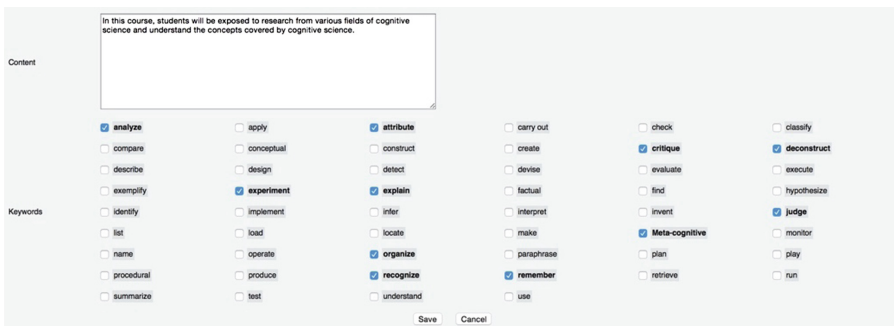 In this course, students will be exposed to research from various fields of cognitive
science and understand the concepts covered by cognitive science.
Content
analyze apply attribute carry out check classify
compare conceptual construct create critique deconstruct
describe design detect devise evaluate execute
exemplify experiment explain factual find hypothesize
Keywords identify implement infer interpret invent judge
list load locate make Meta-cognitive monitor
name operate organize paraphrase plan play
procedural produce recognize remember retrieve run
summarize test understand use
Save Cancel